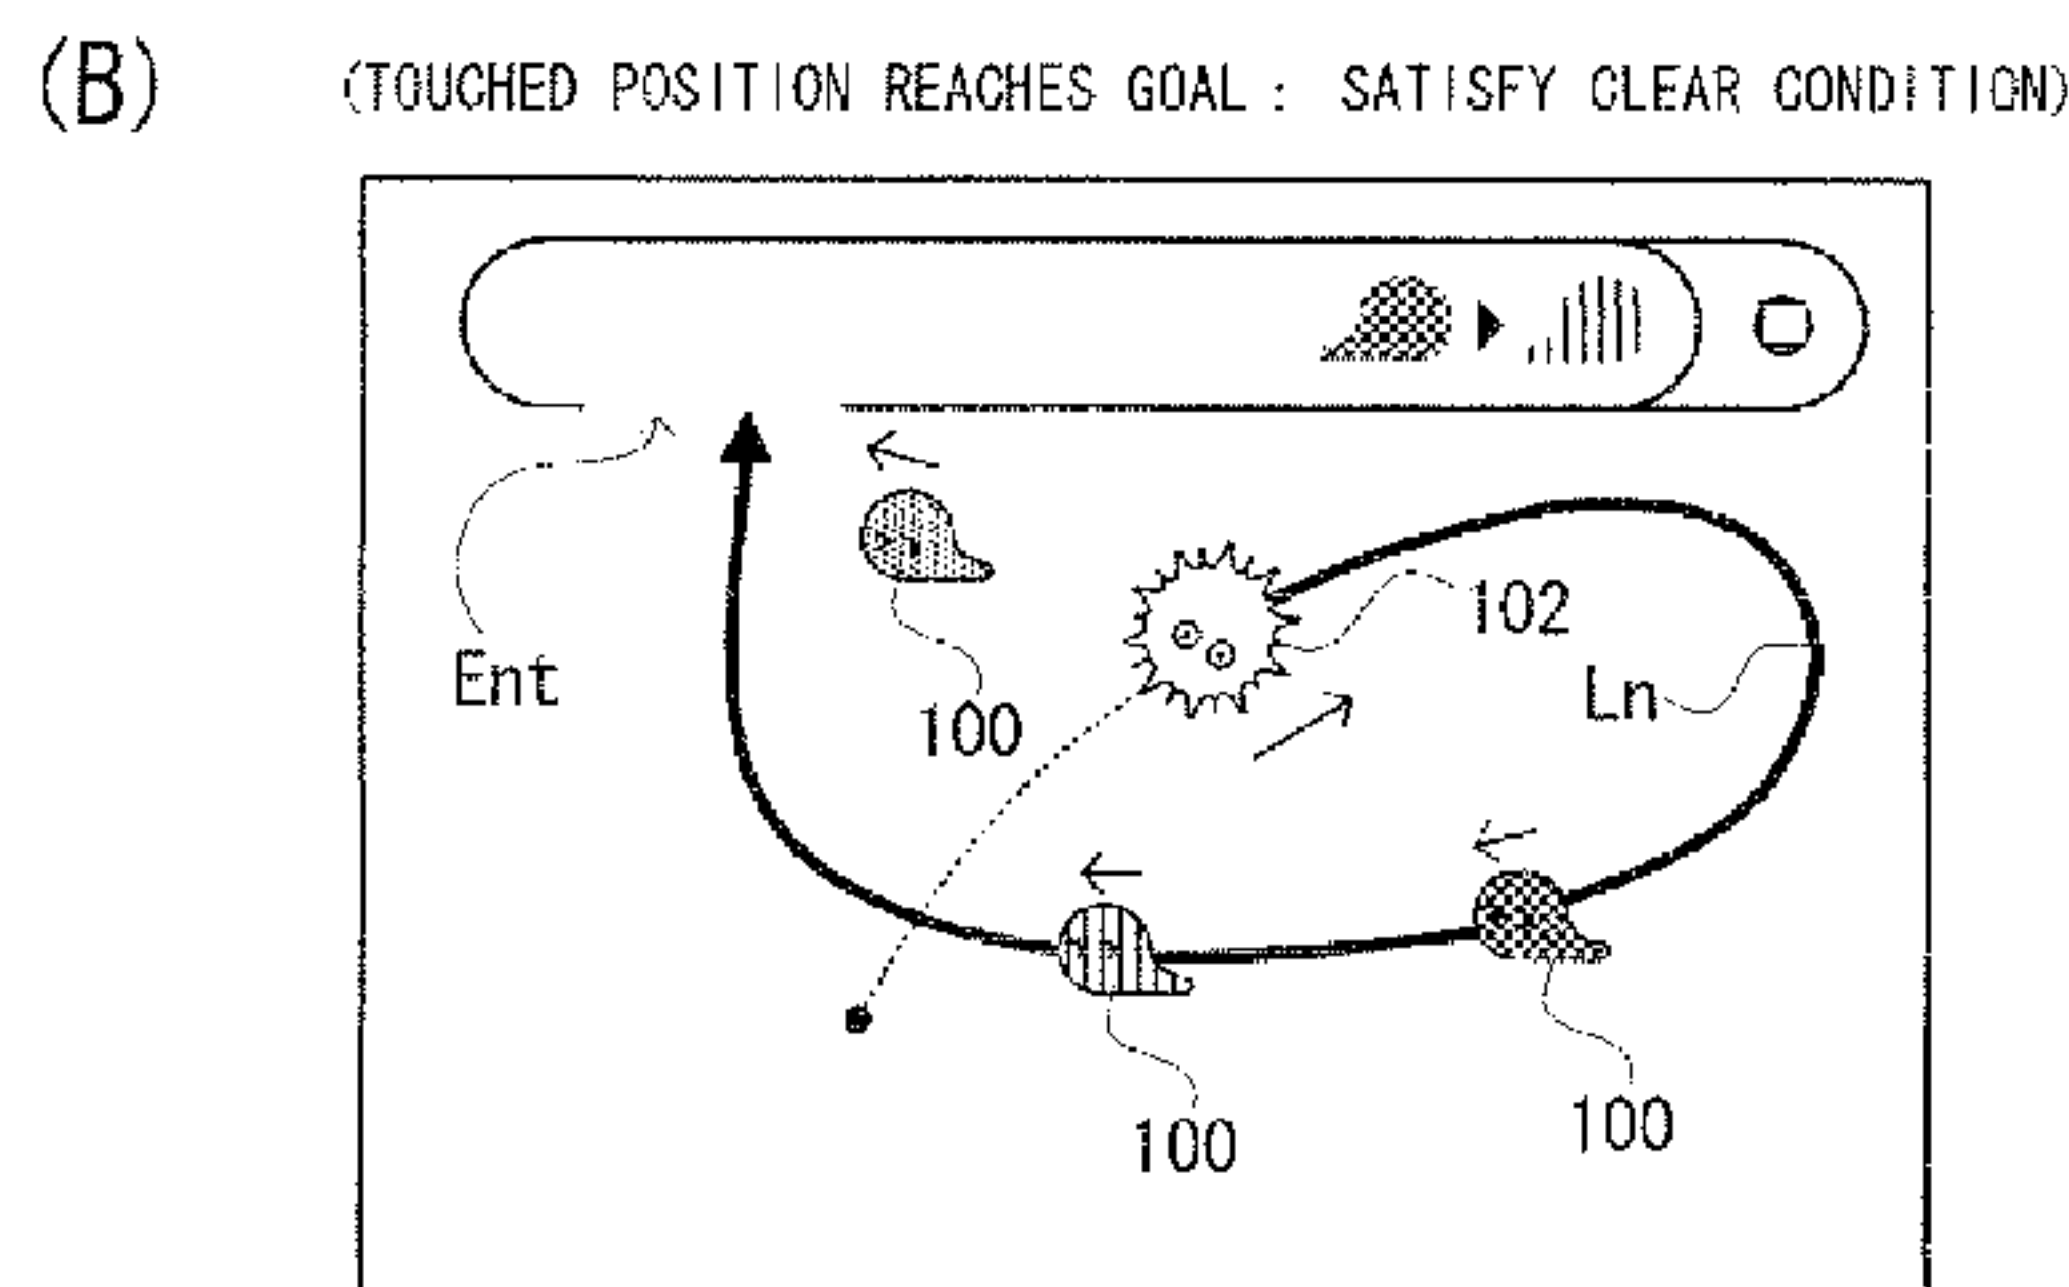 (B)
(TOUCHED POSITION REACHES GOAL: SATISFY CLEAR CONDITION)
102
Ent
Ln
100
100
100